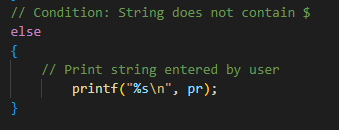 // Condition: String does not contain $
else
{
// Print string entered by user
printf("%s\n", pr);
}